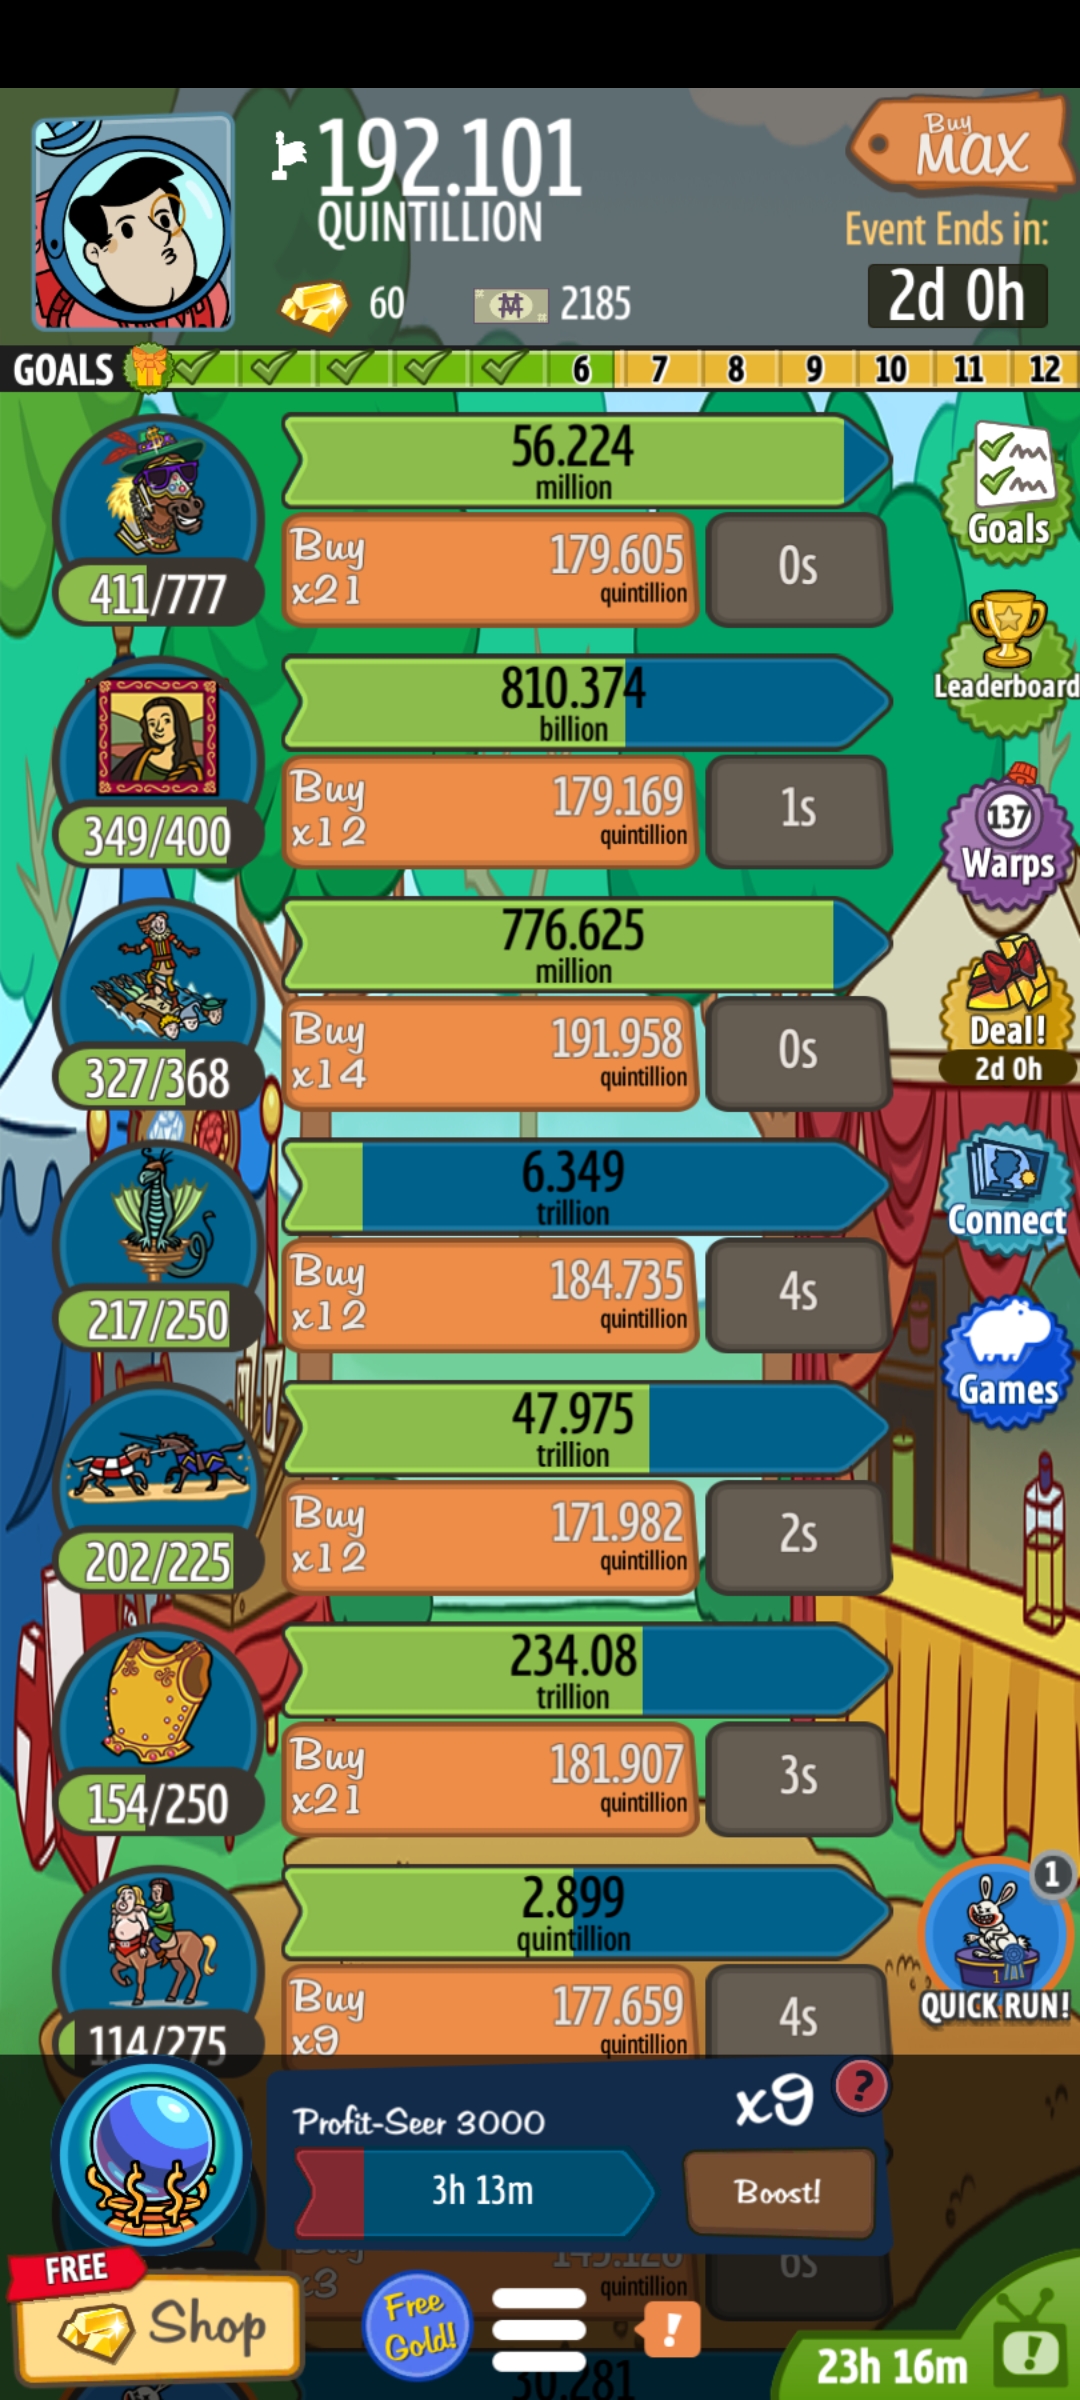 192.101
QUINTILLION
Buy
MAX
Event Ends in:
2d 0h
60
2185
GOALS
6 7 8 9 10 11 12
56.224
million
411/777
Buy
x21
179.605
quintillion
0s
Goals
Leaderboard
810.374
billion
349/400
Buy
x12
179.169
quintillion
1s
137
Warps
776.625
million
327/368
Buy
x14
191.958
quintillion
0s
Deal!
2d 0h
6.349
trillion
217/250
Buy
x12
184.735
quintillion
4s
Connect
Games
47.975
trillion
202/225
Buy
x12
171.982
quintillion
2s
234.08
trillion
154/250
Buy
x21
181.907
quintillion
3s
2.899
quintillion
114/275
Buy
x9
177.659
quintillion
4s
1
1
QUICK RUN!
Profit-Seer 3000
x9
?
3h 13m
Boost!
FREE
Shop
Free
Gold!
!
x3
quintillion
6s
30.281
23h 16m
!